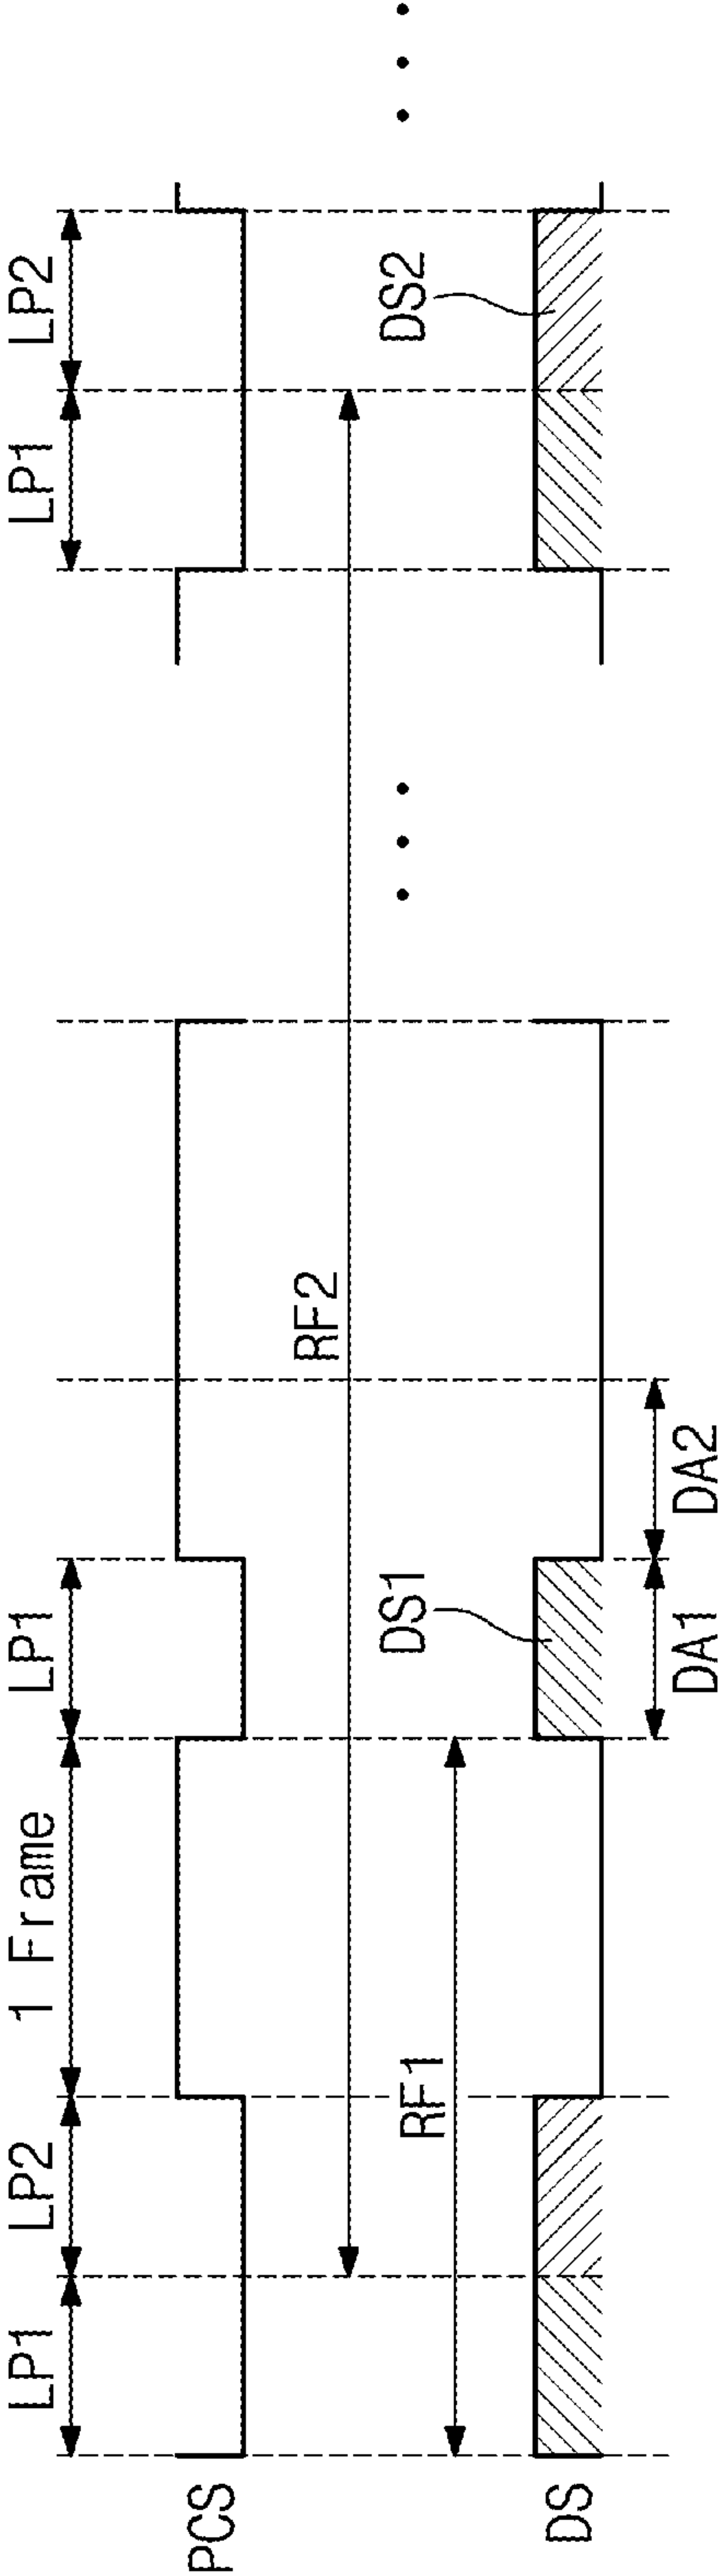 LP1 LP2 1 Frame LP1 LP1 LP2
PCS
RF2
DS1 DS2
RF1
DS
DA1 DA2